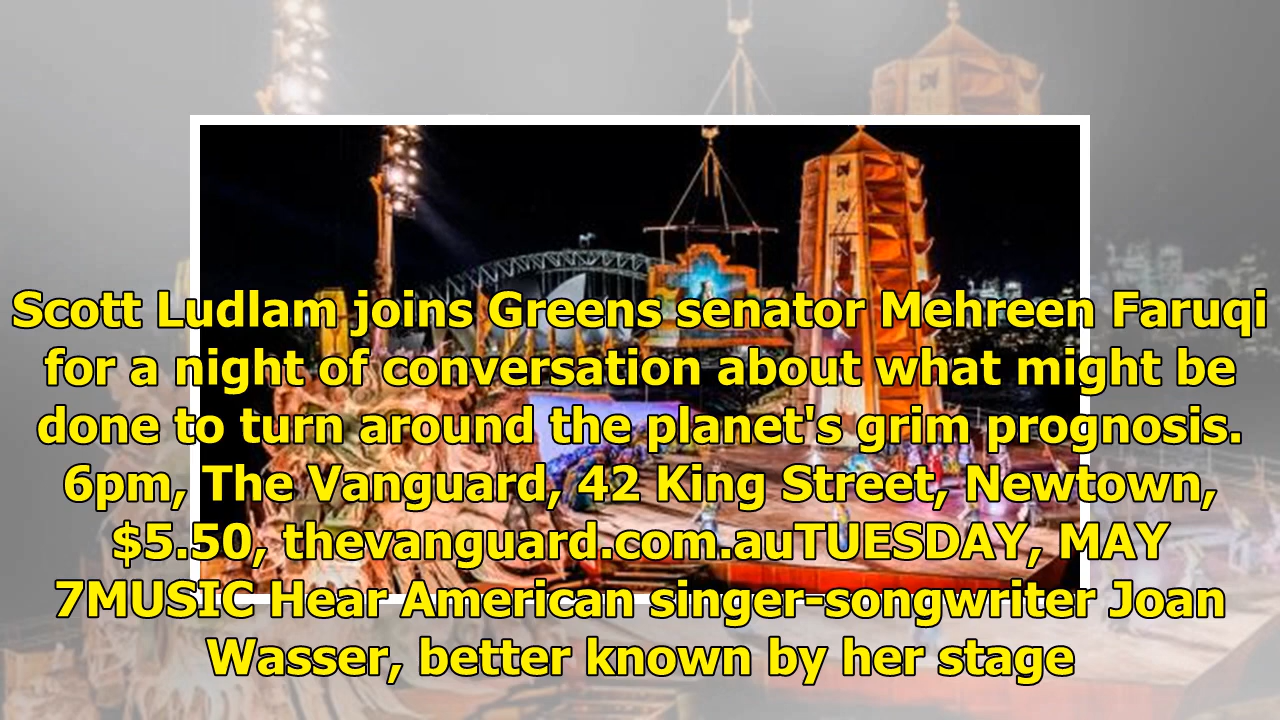 Scott Ludlam joins Greens senator Mehreen Faruqi
for a night of conversation about what might be
done to turn around the planet's grim prognosis.
6pm, The Vanguard, 42 King Street, Newtown,
$5.50, thevanguard.com.auTUESDAY, MAY
7MUSIC Hear American singer-songwriter Joan
Wasser, better known by her stage